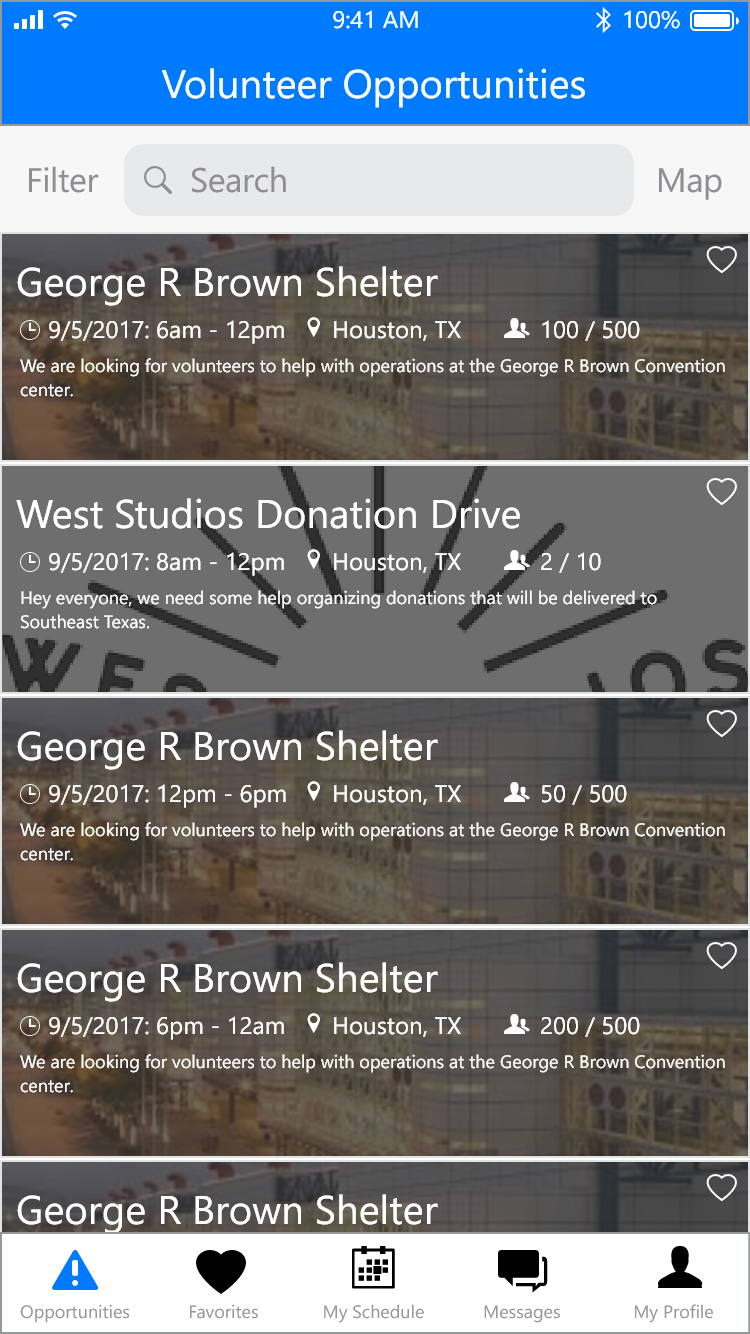 9:41 AM 100%
Volunteer Opportunities
Filter Search Map
George R Brown Shelter
9/5/2017: 6am - 12pm Houston, TX 100 / 500
We are looking for volunteers to help with operations at the George R Brown Convention
center.
West Studios Donation Drive
9/5/2017: 8am - 12pm Houston, TX 2 / 10
Hey everyone, we need some help organizing donations that will be delivered to
Southeast Texas.
George R Brown Shelter
9/5/2017: 12pm - 6pm Houston, TX 50 / 500
We are looking for volunteers to help with operations at the George R Brown Convention
center.
George R Brown Shelter
9/5/2017: 6pm - 12am Houston, TX 200 / 500
We are looking for volunteers to help with operations at the George R Brown Convention
center.
George R Brown Shelter
Opportunities Favorites My Schedule Messages My Profile